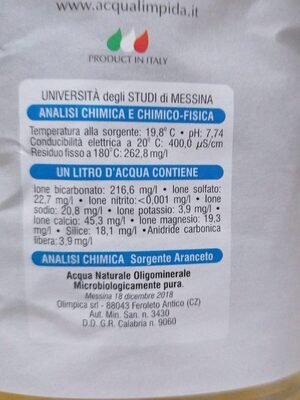 www.acqualimpida.it
PRODUCT IN ITALY
UNIVERSITÀ degli STUDI di MESSINA
ANALISI CHIMICA E CHIMICO-FISICA
Temperatura alla sorgente: 19,8°C • pH: 7,74
Conducibilità elettrica a 20° C: 400,0 µS/cm
Residuo fisso a 180°C: 262,8 mg/l
UN LITRO D'ACQUA CONTIENE
Ione bicarbonato: 216,6 mg/l • Ione solfato:
22,7 mg/l • Ione nitrito:<0,001 mg/l • Ione
sodio: 20,8 mg/l • Ione potassio: 3,9 mg/l •
Ione calcio: 45,3 mg/l • Ione magnesio: 19,3
mg/l • Silice: 18,1 mg/l •Anidride carbonica
libera: 3,9 mg/l
ANALISI CHIMICA Sorgente Aranceto
Acqua Naturale Oligominerale
Microbiologicamente pura.
Messina 18 dicembre 2018
Olimpica srl - 88043 Feroleto Antico (CZ)
Aut. Min. San. n. 3430
D.D. G.R. Calabria n. 9060